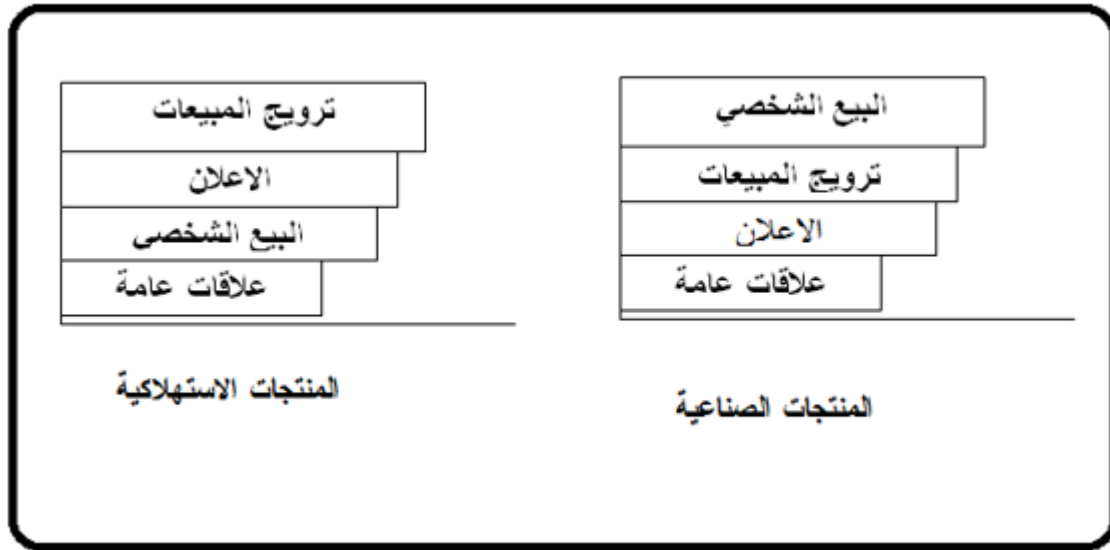 البيع الشخصي
ترويج المبيعات
الاعلان
علاقات عامة
المنتجات الصناعية
ترويج المبيعات
الاعلان
البيع الشخصي
علاقات عامة
المنتجات الاستهلاكية